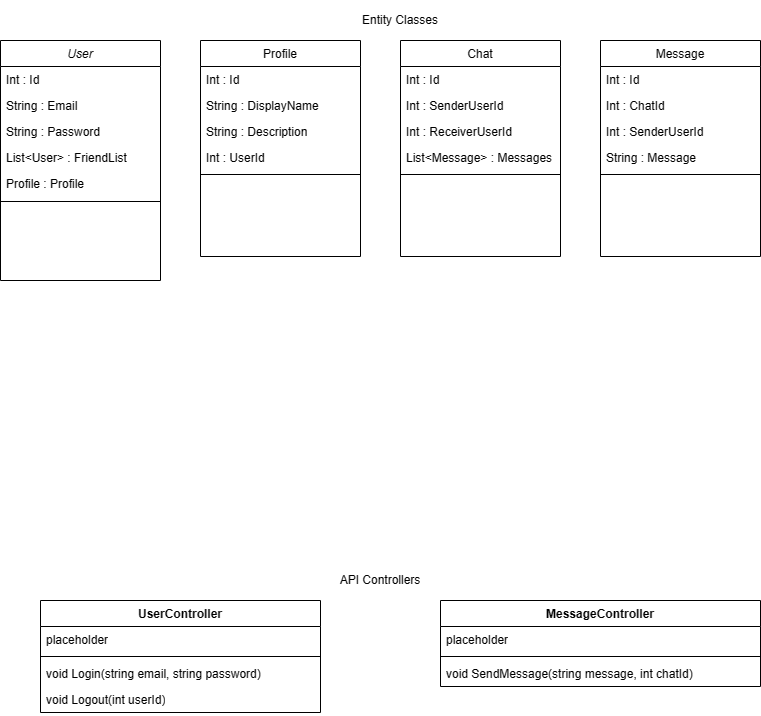 Entity Classes
User
Int : Id
String : Email
String : Password
List<User> : FriendList
Profile : Profile
Profile
Int : Id
String : DisplayName
String : Description
Int : UserId
Chat
Int : Id
Int : SenderUserId
Int : ReceiverUserId
List<Message> : Messages
Message
Int : Id
Int : ChatId
Int : SenderUserId
String : Message
API Controllers
UserController
placeholder
void Login(string email, string password)
void Logout(int userId)
MessageController
placeholder
void SendMessage(string message, int chatId)